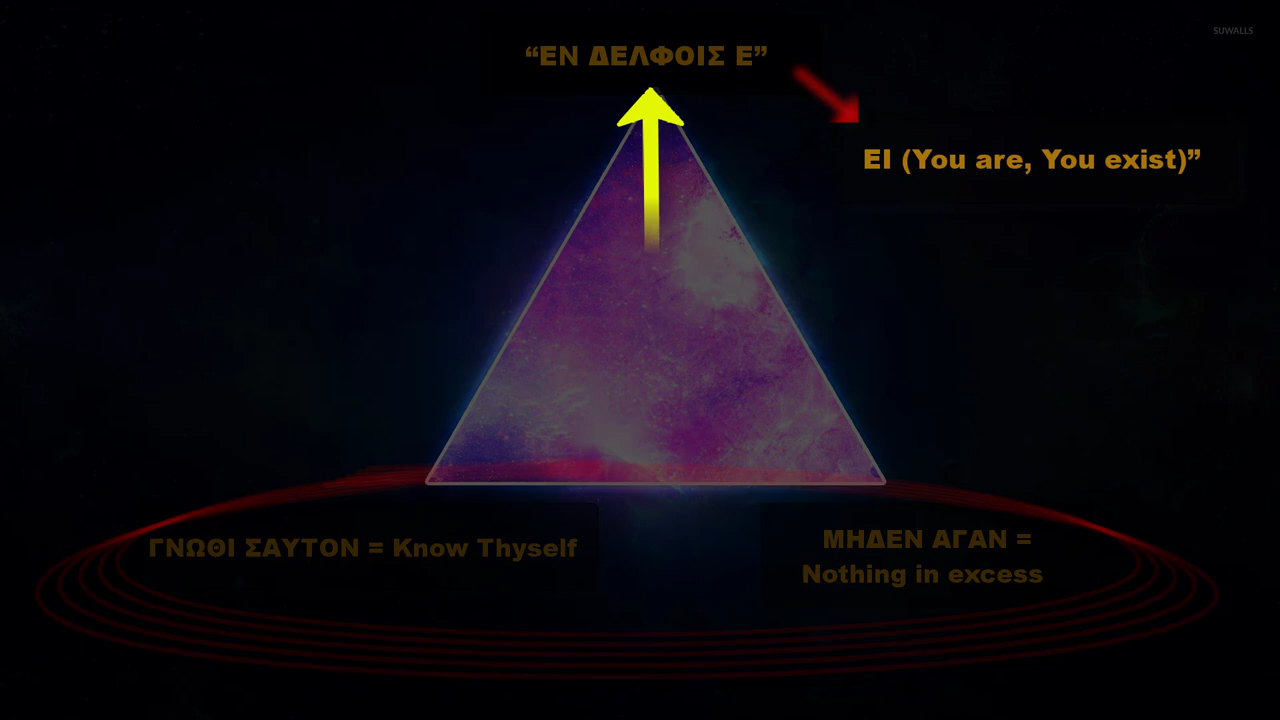 SUWALLS
“ΕΝ ΔΕΛΦΟΙΣ Ε”
ΕΙ (You are, You exist)”
ΓΝΩΘΙ ΣΑΥΤΟΝ = Know Thyself
ΜΗΔΕΝ ΑΓΑΝ =
Nothing in excess